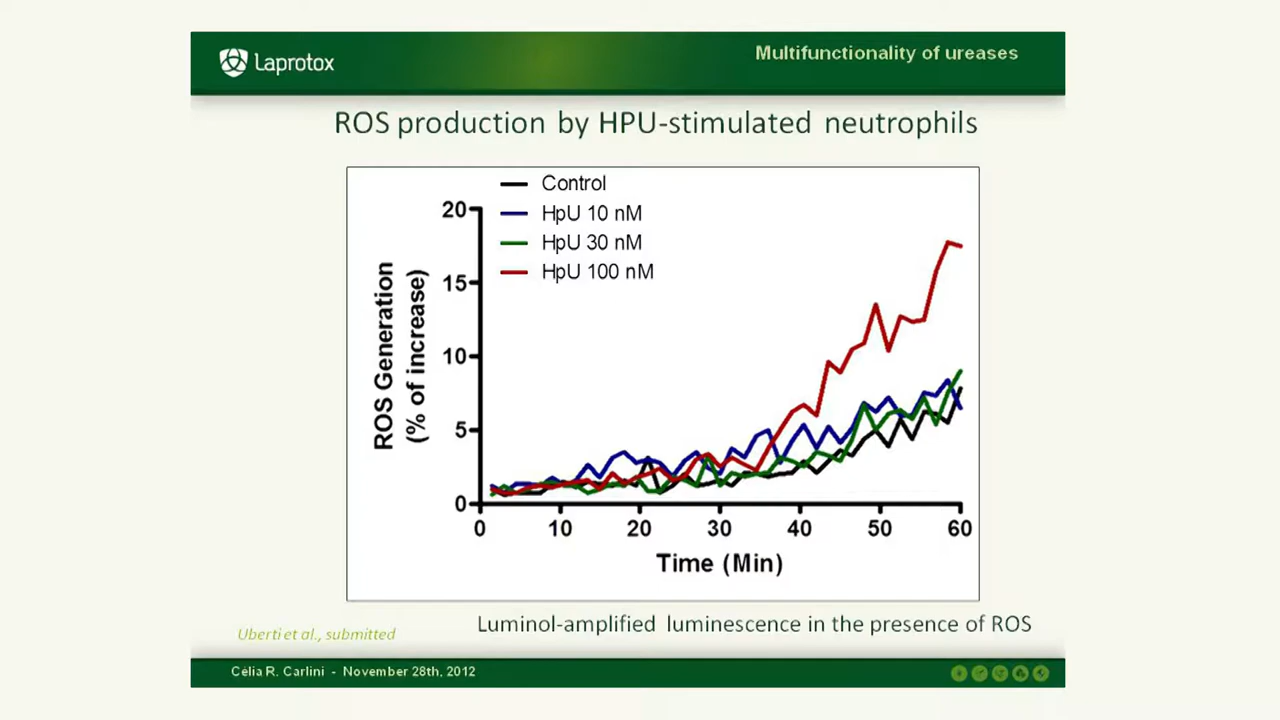 Laprotox
Multifunctionality of ureases
ROS production by HPU-stimulated neutrophils
Control
HpU 10 nM
HpU 30 nM
HpU 100 nM
20
15
10
5
0
ROS Generation
(% of increase)
0 10 20 30 40 50 60
Time (Min)
Luminol-amplified luminescence in the presence of ROS
Uberti et al., submitted
Célia R. Carlini - November 28th, 2012